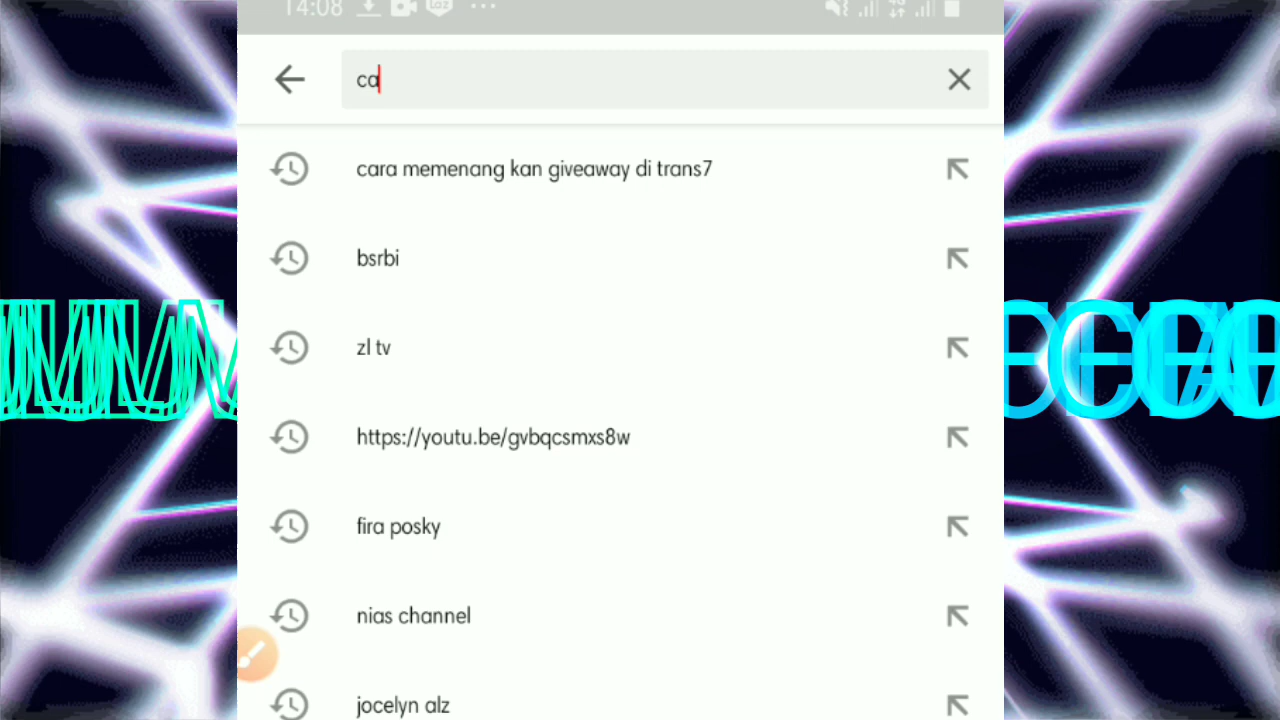 14:08
ca
cara memenang kan giveaway di trans7
bsrbi
zl tv
https://youtu.be/gvbqcsmxs8w
fira posky
nias channel
jocelyn alz